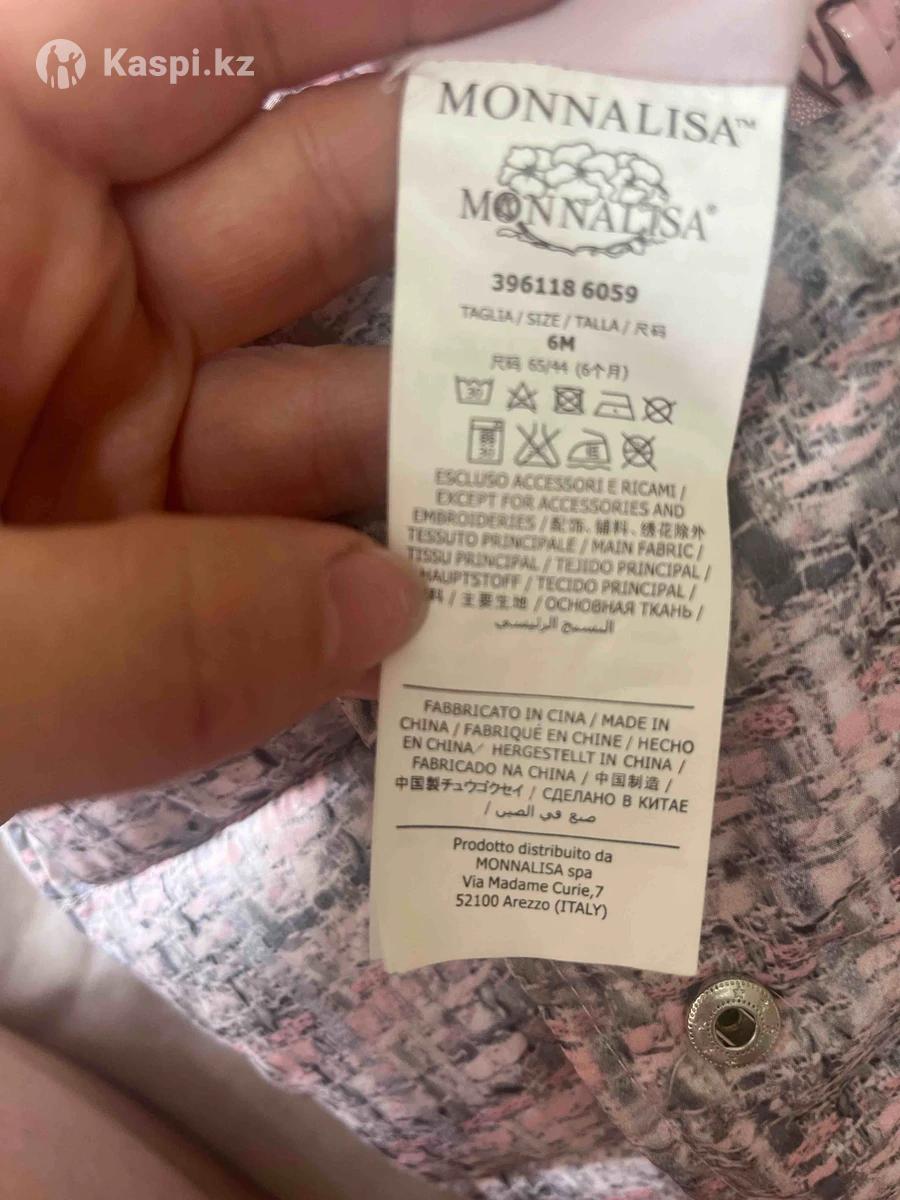 Kaspi.kz
MONNALISA™
MONNALISA®
396118 6059
TAGLIA / SIZE / TALLA / 尺码
6M
尺码 65/44 (6个月)
30
30
ESCLUSO ACCESSORI E RICAMI /
EXCEPT FOR ACCESSORIES AND
EMBROIDERIES / 配饰、辅料、绣花除外
TESSUTO PRINCIPALE / MAIN FABRIC /
TISSU PRINCIPAL / TEJIDO PRINCIPAL /
HAUPTSTOFF / TECIDO PRINCIPAL /
料 / 主要生地 / ОСНОВНАЯ ТКАНЬ /
النسيج الرئيسي
FABBRICATO IN CINA / MADE IN
CHINA / FABRIQUÉ EN CHINE / HECHO
EN CHINA / HERGESTELLT IN CHINA /
FABRICADO NA CHINA / 中国制造 /
中国製チュウゴクセイ / СДЕЛАНО В КИТАЕ
/ صنع في الصين
Prodotto distribuito da
MONNALISA spa
Via Madame Curie,7
52100 Arezzo (ITALY)